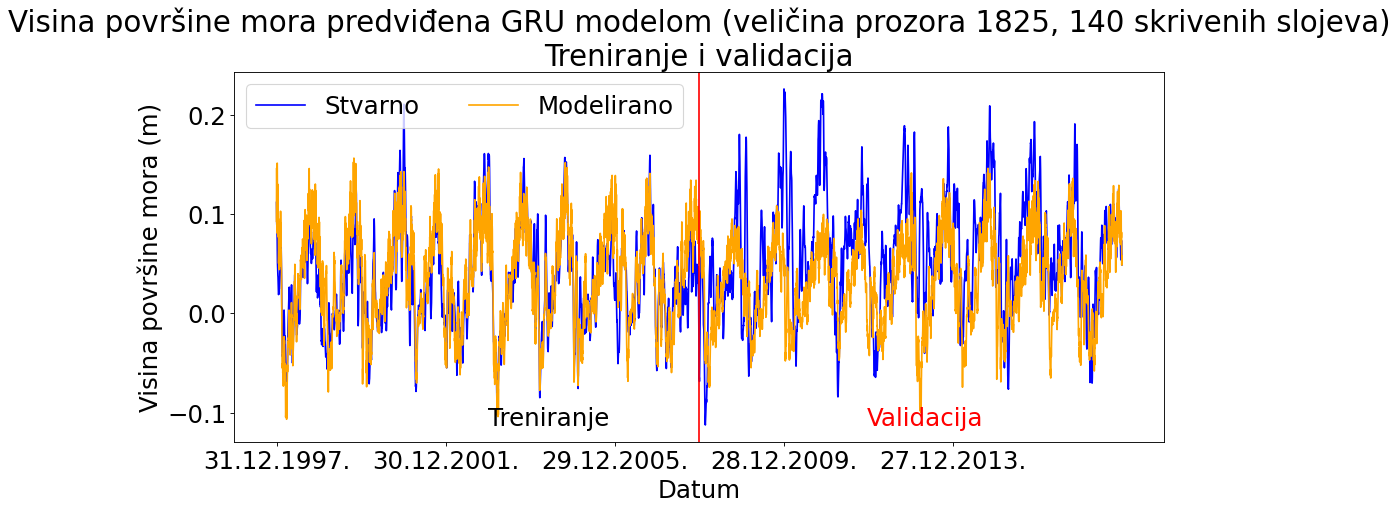 Visina površine mora predviđena GRU modelom (veličina prozora 1825, 140 skrivenih slojeva)
Treniranje i validacija
Stvarno
Modelirano
Visina površine mora (m)
0.2
0.1
0.0
−0.1
Treniranje
Validacija
31.12.1997.
30.12.2001.
29.12.2005.
28.12.2009.
27.12.2013.
Datum